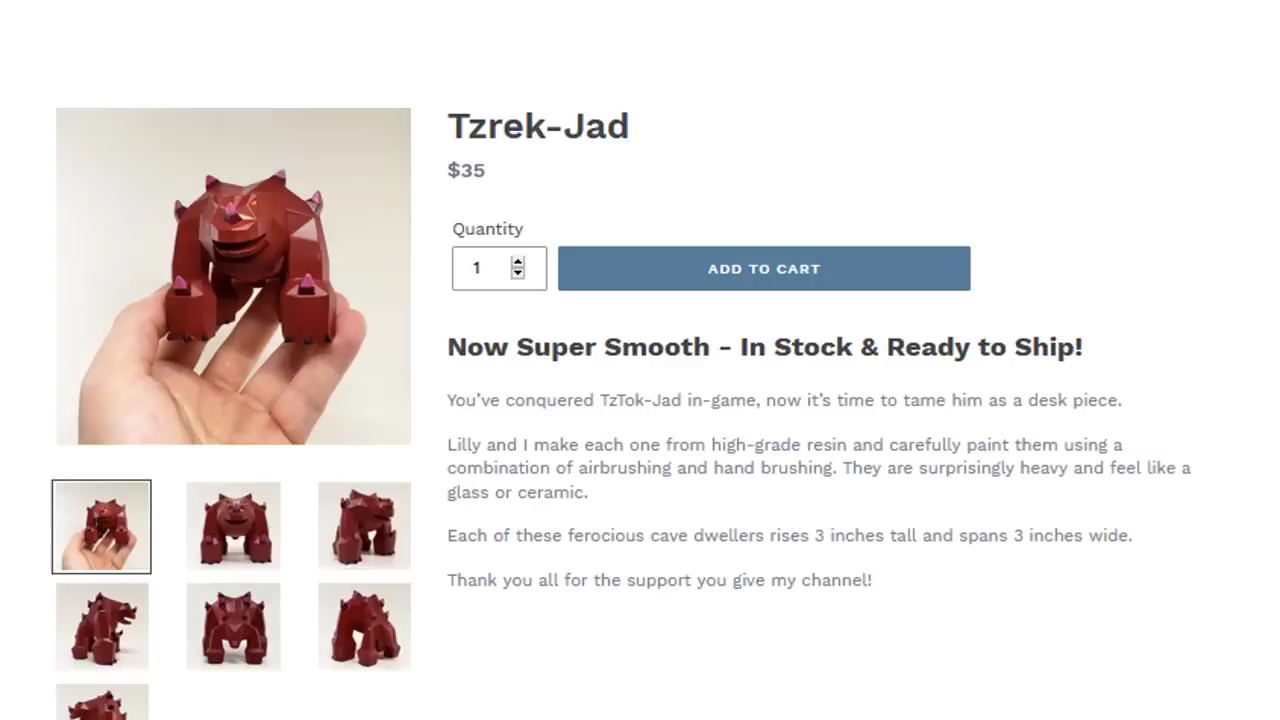 Tzrek-Jad
$35
Quantity
1
ADD TO CART
Now Super Smooth - In Stock & Ready to Ship!
You've conquered TzTok-Jad in-game, now it's time to tame him as a desk piece.
Lilly and I make each one from high-grade resin and carefully paint them using a
combination of airbrushing and hand brushing. They are surprisingly heavy and feel like a
glass or ceramic.
Each of these ferocious cave dwellers rises 3 inches tall and spans 3 inches wide.
Thank you all for the support you give my channel!